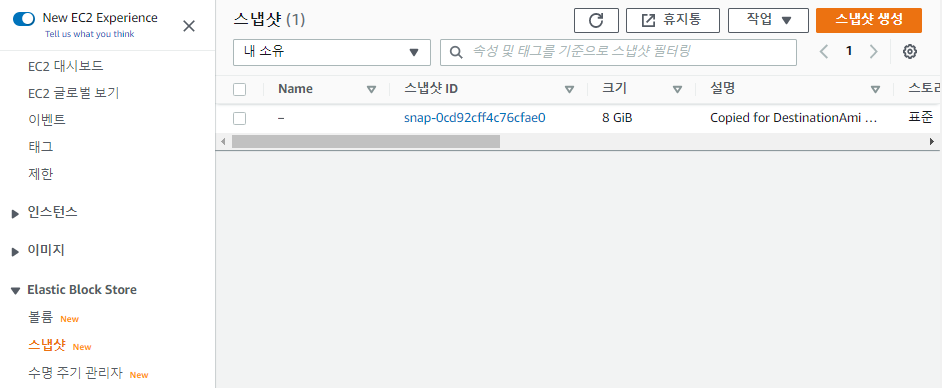 New EC2 Experience
Tell us what you think
EC2 대시보드
EC2 글로벌 보기
이벤트
태그
제한
인스턴스
이미지
Elastic Block Store
볼륨 New
스냅샷 New
수명 주기 관리자 New
스냅샷 (1)
휴지통
작업
스냅샷 생성
내 소유
속성 및 태그를 기준으로 스냅샷 필터링
1
Name 스냅샷 ID 크기 설명 스토리
– snap-0cd92cff4c76cfae0 8 GiB Copied for DestinationAmi ... 표준